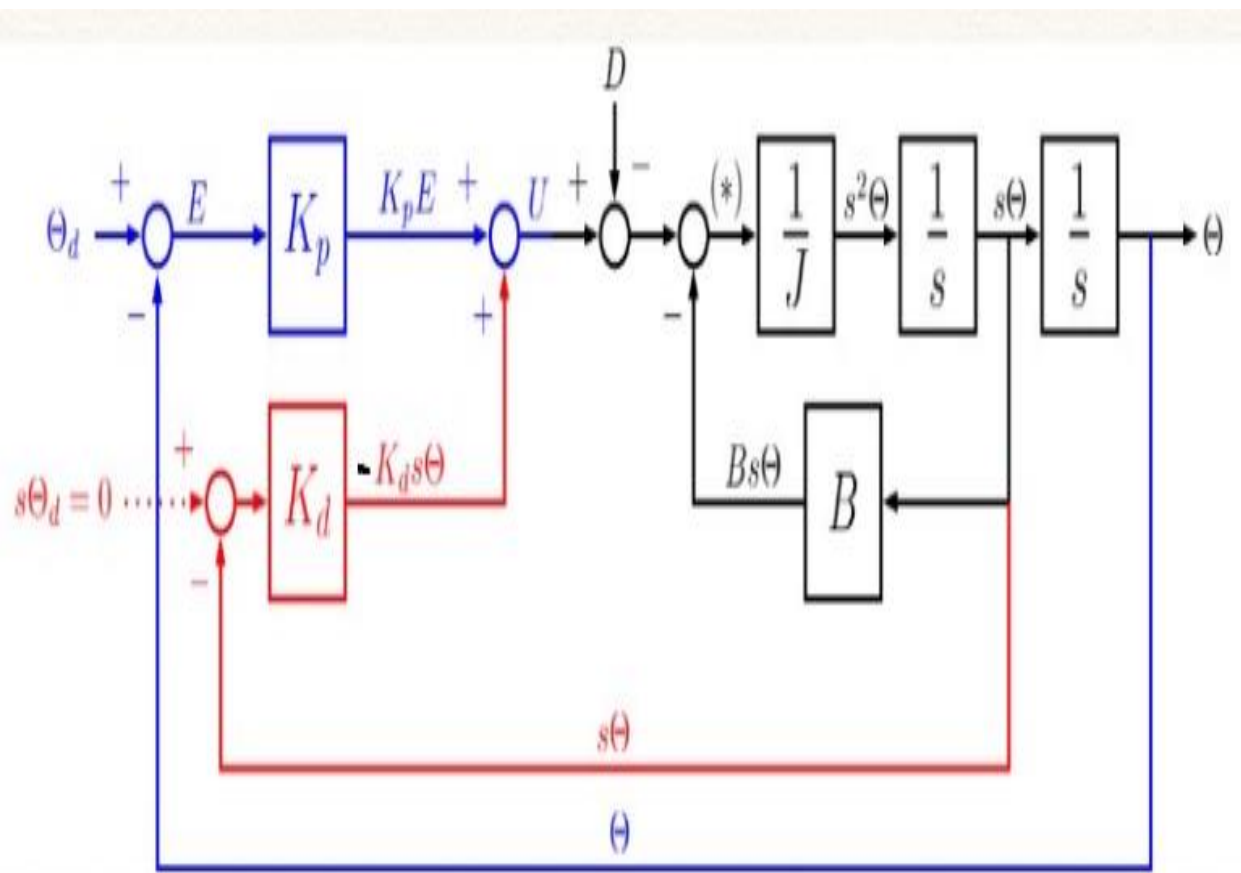 D
+
E
K_p
K_pE
+
U
+
−
(*)
1/J
s²Θ
1/s
sΘ
1/s
Θ_d
Θ
−
+
−
+
sΘ_d = 0
K_d
-K_dsΘ
BsΘ
B
−
sΘ
Θ